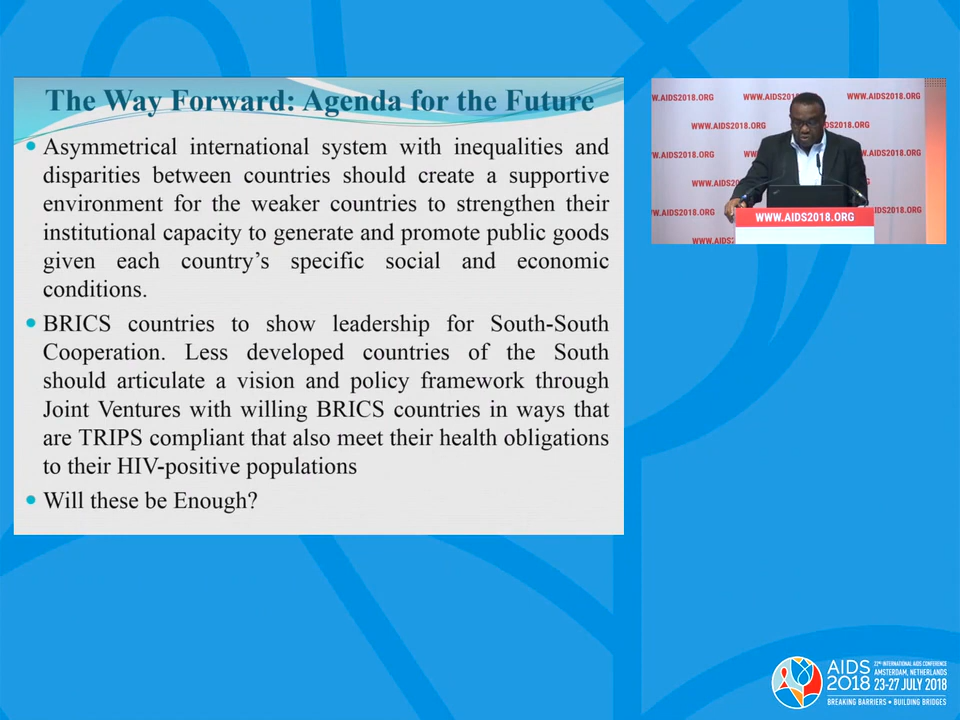 The Way Forward: Agenda for the Future
• Asymmetrical international system with inequalities and
disparities between countries should create a supportive
environment for the weaker countries to strengthen their
institutional capacity to generate and promote public goods
given each country’s specific social and economic
conditions.
• BRICS countries to show leadership for South-South
Cooperation. Less developed countries of the South
should articulate a vision and policy framework through
Joint Ventures with willing BRICS countries in ways that
are TRIPS compliant that also meet their health obligations
to their HIV-positive populations
• Will these be Enough?
WWW.AIDS2018.ORG
WWW.AIDS2018.ORG
WWW.AIDS2018.ORG
AIDS 2018
22ND INTERNATIONAL AIDS CONFERENCE
AMSTERDAM, NETHERLANDS
23-27 JULY 2018
BREAKING BARRIERS • BUILDING BRIDGES